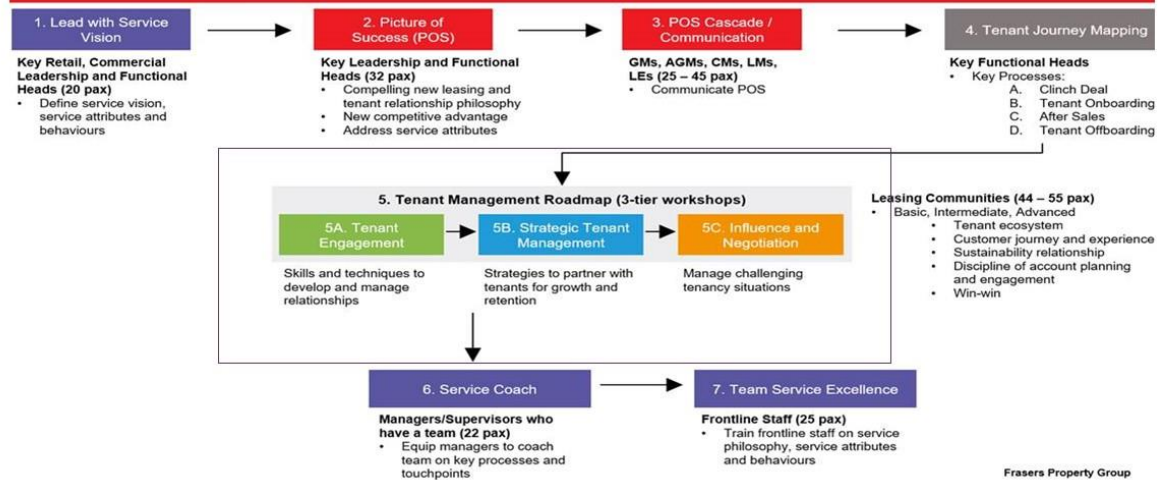 1. Lead with Service
Vision
2. Picture of
Success (POS)
3. POS Cascade /
Communication
4. Tenant Journey Mapping
Key Retail, Commercial
Leadership and Functional
Heads (20 pax)
• Define service vision,
service attributes and
behaviours
Key Leadership and Functional
Heads (32 pax)
• Compelling new leasing and
tenant relationship philosophy
• New competitive advantage
• Address service attributes
GMs, AGMs, CMs, LMs,
LEs (25 – 45 pax)
• Communicate POS
Key Functional Heads
• Key Processes:
A. Clinch Deal
B. Tenant Onboarding
C. After Sales
D. Tenant Offboarding
5. Tenant Management Roadmap (3-tier workshops)
5A. Tenant
Engagement
5B. Strategic Tenant
Management
5C. Influence and
Negotiation
Skills and techniques to
develop and manage
relationships
Strategies to partner with
tenants for growth and
retention
Manage challenging
tenancy situations
Leasing Communities (44 – 55 pax)
• Basic, Intermediate, Advanced
• Tenant ecosystem
• Customer journey and experience
• Sustainability relationship
• Discipline of account planning
and engagement
• Win-win
6. Service Coach
7. Team Service Excellence
Managers/Supervisors who
have a team (22 pax)
• Equip managers to coach
team on key processes and
touchpoints
Frontline Staff (25 pax)
• Train frontline staff on service
philosophy, service attributes
and behaviours
Frasers Property Group